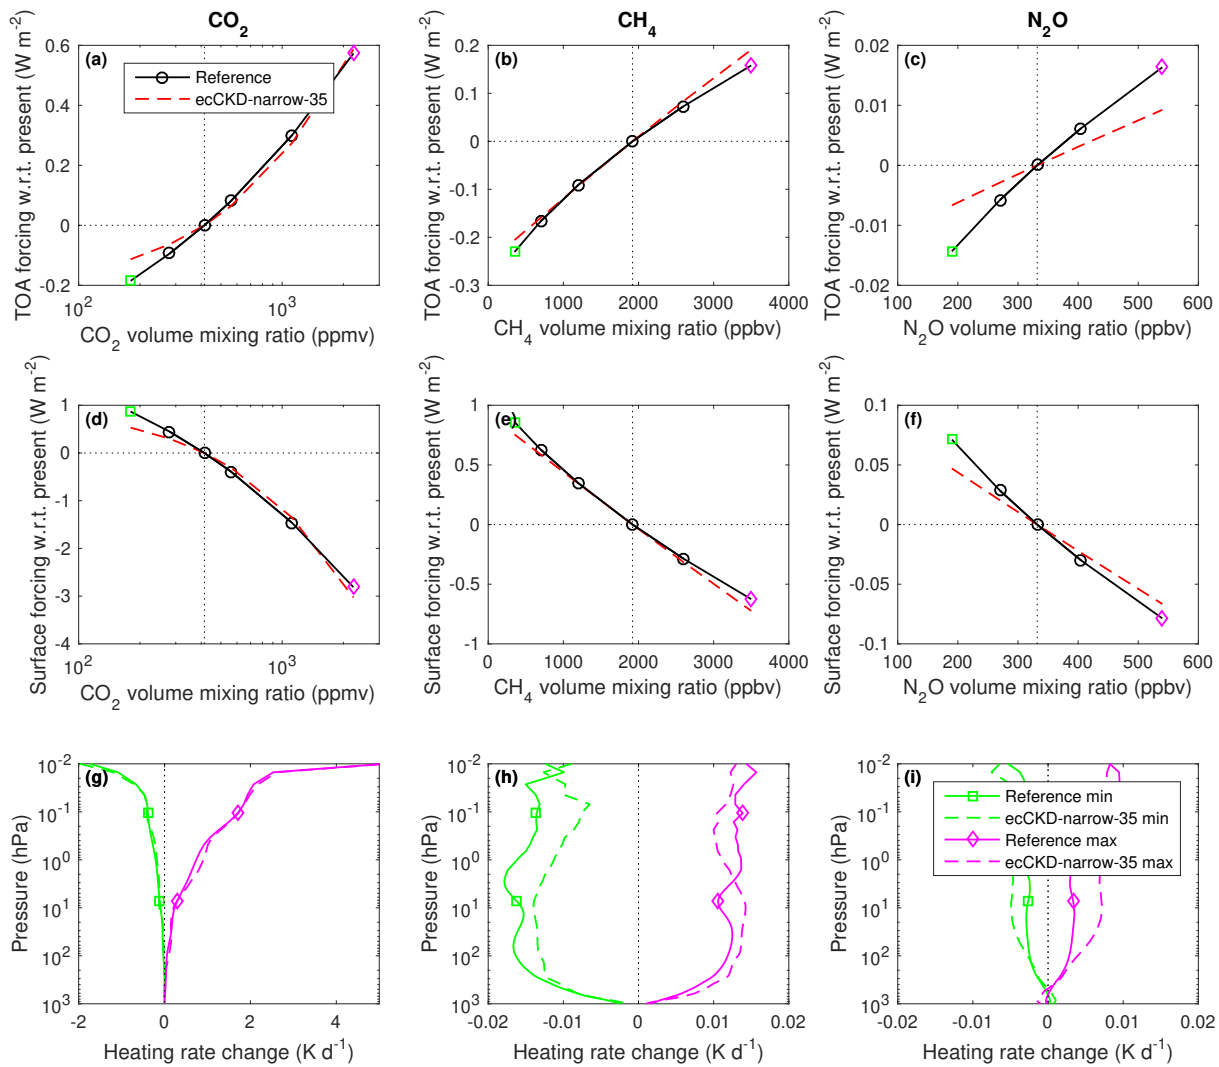 CO2
CH4
N2O
(a)
Reference
ecCKD-narrow-35
0.6
0.4
0.2
0
-0.2
10^2
10^3
TOA forcing w.r.t. present (W m-2)
CO2 volume mixing ratio (ppmv)
(b)
0.2
0.1
0
-0.1
-0.2
-0.3
0
1000
2000
3000
4000
TOA forcing w.r.t. present (W m-2)
CH4 volume mixing ratio (ppbv)
(c)
0.02
0.01
0
-0.01
-0.02
100
200
300
400
500
600
TOA forcing w.r.t. present (W m-2)
N2O volume mixing ratio (ppbv)
(d)
1
0
-1
-2
-3
-4
10^2
10^3
Surface forcing w.r.t. present (W m-2)
CO2 volume mixing ratio (ppmv)
(e)
1
0.5
0
-0.5
-1
0
1000
2000
3000
4000
Surface forcing w.r.t. present (W m-2)
CH4 volume mixing ratio (ppbv)
(f)
0.1
0.05
0
-0.05
-0.1
100
200
300
400
500
600
Surface forcing w.r.t. present (W m-2)
N2O volume mixing ratio (ppbv)
(g)
10^-2
10^-1
10^0
10^1
10^2
10^3
-2
0
2
4
Pressure (hPa)
Heating rate change (K d-1)
(h)
10^-2
10^-1
10^0
10^1
10^2
10^3
-0.02
-0.01
0
0.01
0.02
Pressure (hPa)
Heating rate change (K d-1)
(i)
Reference min
ecCKD-narrow-35 min
Reference max
ecCKD-narrow-35 max
10^-2
10^-1
10^0
10^1
10^2
10^3
-0.02
-0.01
0
0.01
0.02
Pressure (hPa)
Heating rate change (K d-1)